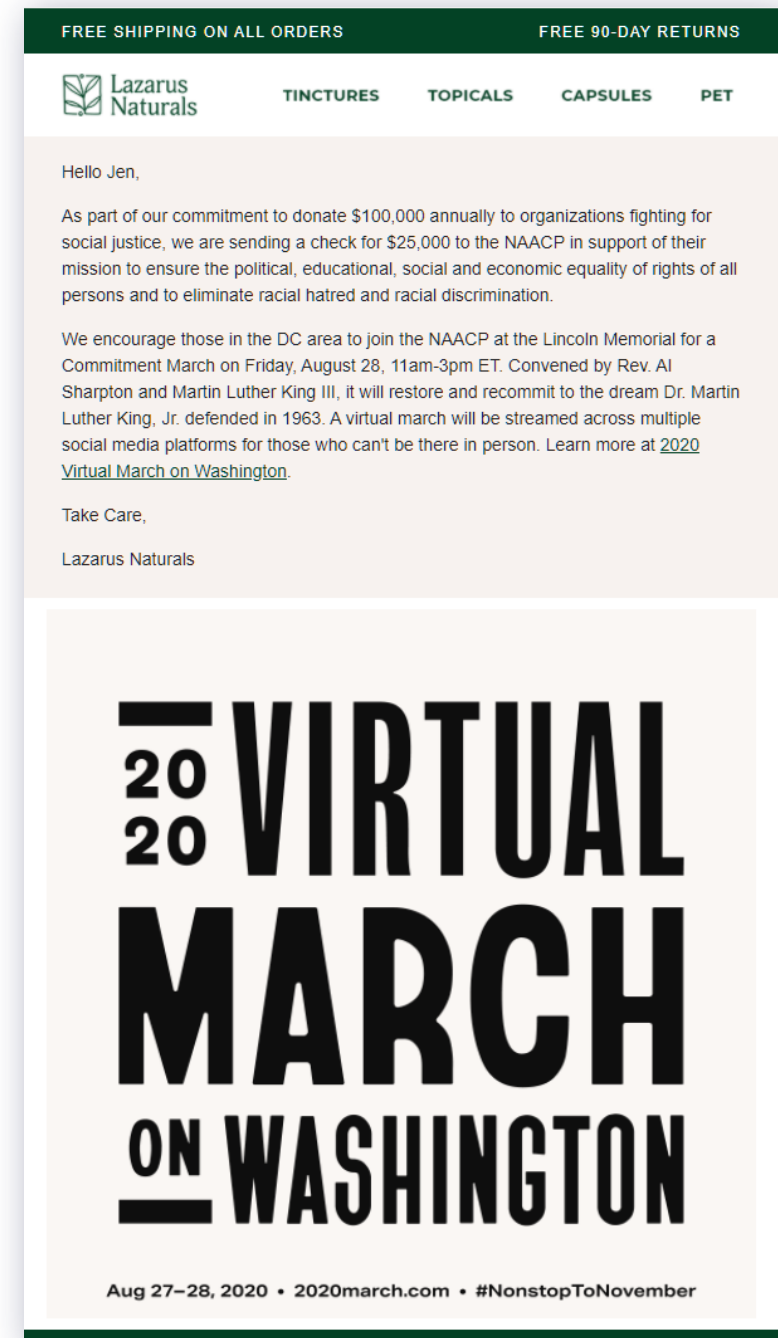 FREE SHIPPING ON ALL ORDERS FREE 90-DAY RETURNS
Lazarus
Naturals
TINCTURES TOPICALS CAPSULES PET
Hello Jen,
As part of our commitment to donate $100,000 annually to organizations fighting for
social justice, we are sending a check for $25,000 to the NAACP in support of their
mission to ensure the political, educational, social and economic equality of rights of all
persons and to eliminate racial hatred and racial discrimination.
We encourage those in the DC area to join the NAACP at the Lincoln Memorial for a
Commitment March on Friday, August 28, 11am-3pm ET. Convened by Rev. Al
Sharpton and Martin Luther King III, it will restore and recommit to the dream Dr. Martin
Luther King, Jr. defended in 1963. A virtual march will be streamed across multiple
social media platforms for those who can't be there in person. Learn more at 2020
Virtual March on Washington.
Take Care,
Lazarus Naturals
20
20
VIRTUAL
MARCH
ON WASHINGTON
Aug 27–28, 2020 • 2020march.com • #NonstopToNovember